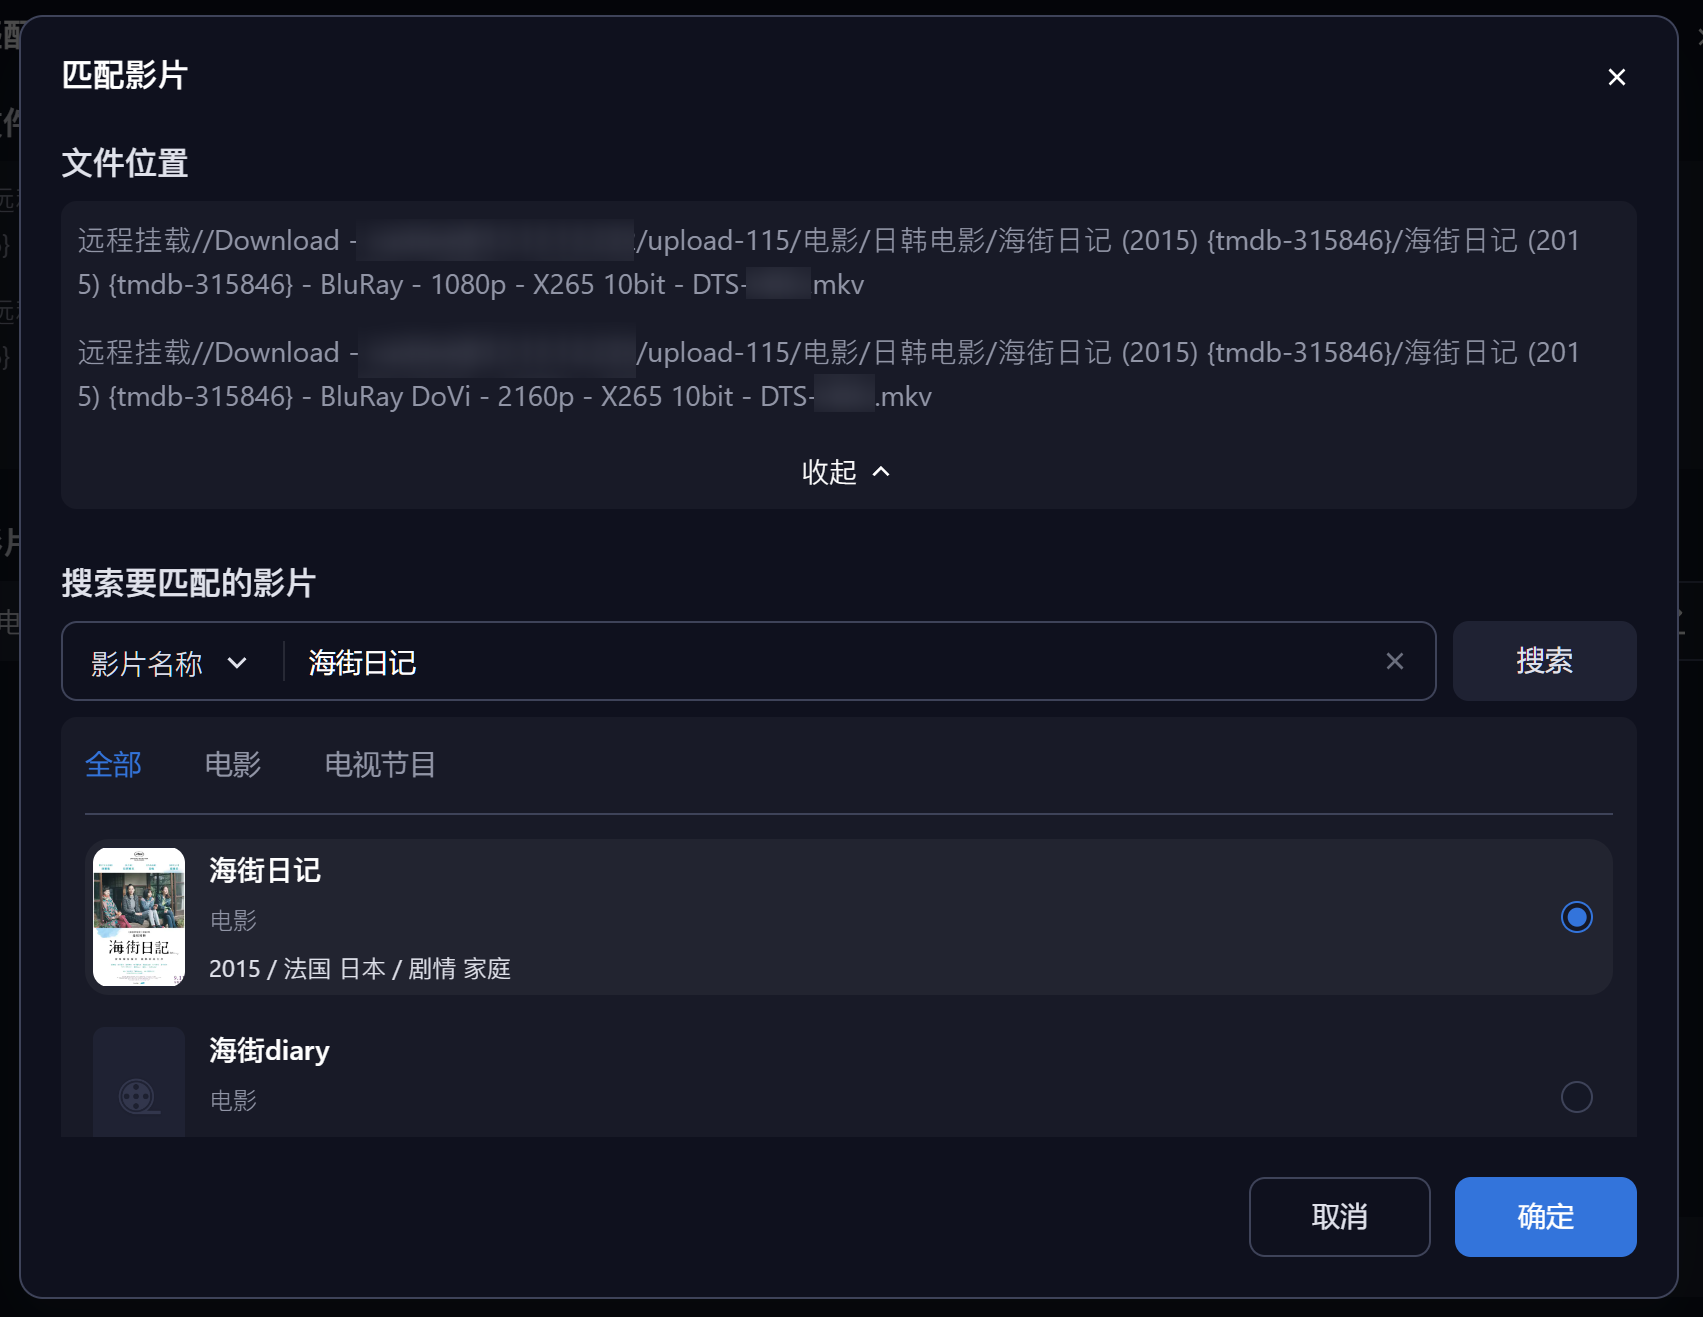 匹配影片
文件位置
远程挂载//Download - /upload-115/电影/日韩电影/海街日记 (2015) {tmdb-315846}/海街日记 (201
5) {tmdb-315846} - BluRay - 1080p - X265 10bit - DTS- mkv
远程挂载//Download - /upload-115/电影/日韩电影/海街日记 (2015) {tmdb-315846}/海街日记 (201
5) {tmdb-315846} - BluRay DoVi - 2160p - X265 10bit - DTS- .mkv
收起
搜索要匹配的影片
影片名称 海街日记 搜索
全部 电影 电视节目
海街日记
电影
2015 / 法国 日本 / 剧情 家庭
海街日記
海街diary
电影
取消 确定